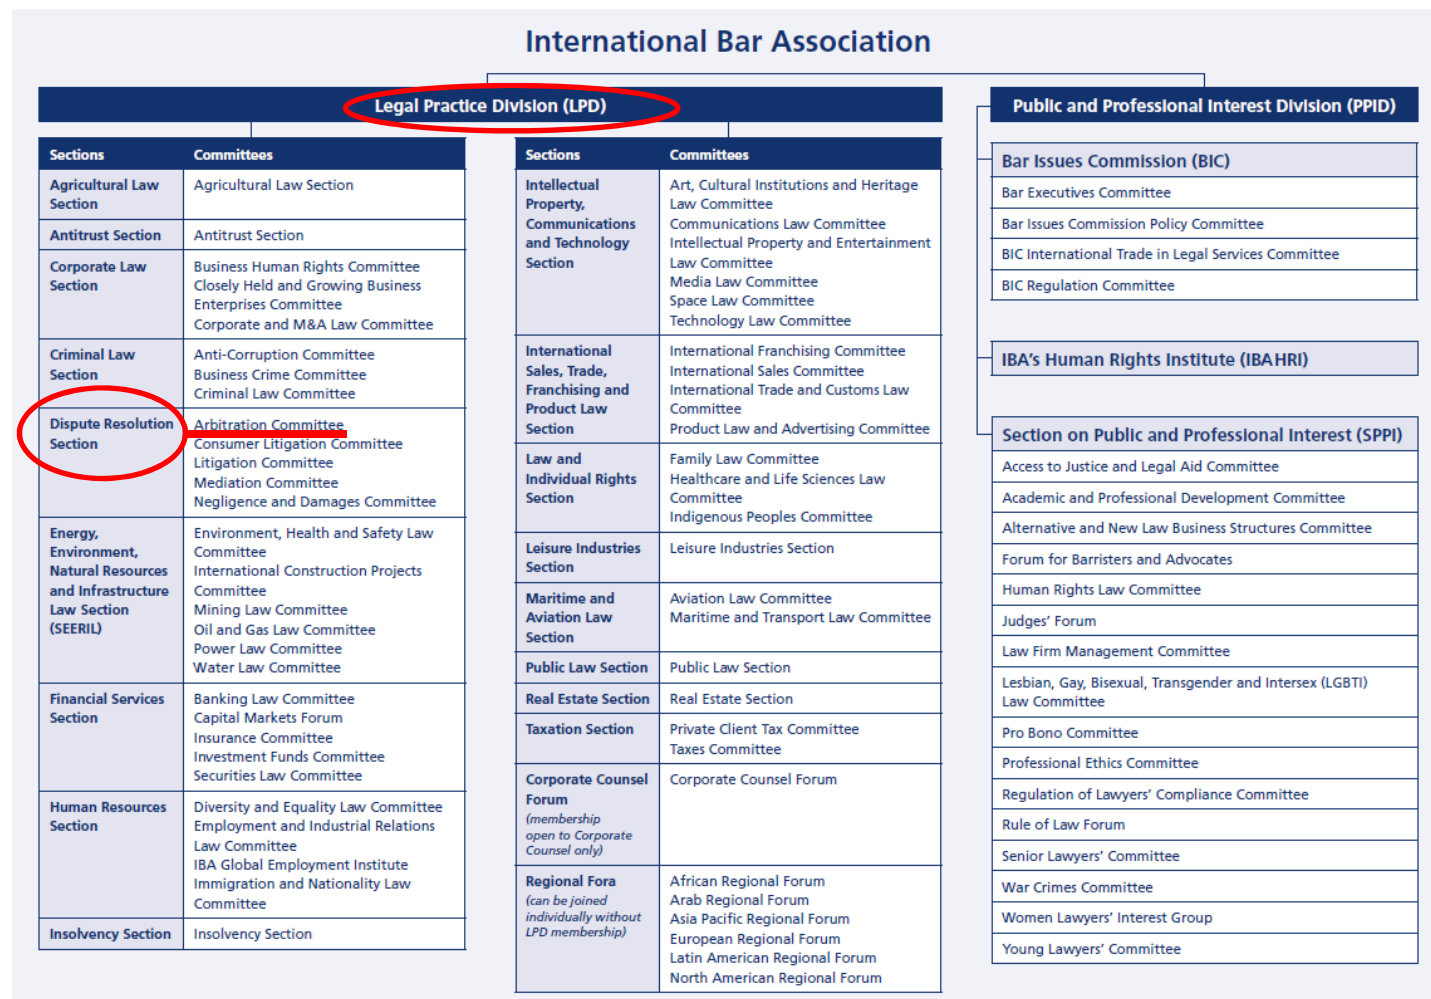 International Bar Association
Legal Practice Division (LPD)
Sections Committees
Agricultural Law
Section
Agricultural Law Section
Antitrust Section
Antitrust Section
Corporate Law
Section
Business Human Rights Committee
Closely Held and Growing Business
Enterprises Committee
Corporate and M&A Law Committee
Criminal Law
Section
Anti-Corruption Committee
Business Crime Committee
Criminal Law Committee
Dispute Resolution
Section
Arbitration Committee
Consumer Litigation Committee
Litigation Committee
Mediation Committee
Negligence and Damages Committee
Energy,
Environment,
Natural Resources
and Infrastructure
Law Section
(SEERIL)
Environment, Health and Safety Law
Committee
International Construction Projects
Committee
Mining Law Committee
Oil and Gas Law Committee
Power Law Committee
Water Law Committee
Financial Services
Section
Banking Law Committee
Capital Markets Forum
Insurance Committee
Investment Funds Committee
Securities Law Committee
Human Resources
Section
Diversity and Equality Law Committee
Employment and Industrial Relations
Law Committee
IBA Global Employment Institute
Immigration and Nationality Law
Committee
Insolvency Section
Insolvency Section
Sections Committees
Intellectual
Property,
Communications
and Technology
Section
Art, Cultural Institutions and Heritage
Law Committee
Communications Law Committee
Intellectual Property and Entertainment
Law Committee
Media Law Committee
Space Law Committee
Technology Law Committee
International
Sales, Trade,
Franchising and
Product Law
Section
International Franchising Committee
International Sales Committee
International Trade and Customs Law
Committee
Product Law and Advertising Committee
Law and
Individual Rights
Section
Family Law Committee
Healthcare and Life Sciences Law
Committee
Indigenous Peoples Committee
Leisure Industries
Section
Leisure Industries Section
Maritime and
Aviation Law
Section
Aviation Law Committee
Maritime and Transport Law Committee
Public Law Section
Public Law Section
Real Estate Section
Real Estate Section
Taxation Section
Private Client Tax Committee
Taxes Committee
Corporate Counsel
Forum
(membership
open to Corporate
Counsel only)
Corporate Counsel Forum
Regional Fora
(can be joined
individually without
LPD membership)
African Regional Forum
Arab Regional Forum
Asia Pacific Regional Forum
European Regional Forum
Latin American Regional Forum
North American Regional Forum
Public and Professional Interest Division (PPID)
Bar Issues Commission (BIC)
Bar Executives Committee
Bar Issues Commission Policy Committee
BIC International Trade in Legal Services Committee
BIC Regulation Committee
IBA's Human Rights Institute (IBAHRI)
Section on Public and Professional Interest (SPPI)
Access to Justice and Legal Aid Committee
Academic and Professional Development Committee
Alternative and New Law Business Structures Committee
Forum for Barristers and Advocates
Human Rights Law Committee
Judges' Forum
Law Firm Management Committee
Lesbian, Gay, Bisexual, Transgender and Intersex (LGBTI)
Law Committee
Pro Bono Committee
Professional Ethics Committee
Regulation of Lawyers' Compliance Committee
Rule of Law Forum
Senior Lawyers' Committee
War Crimes Committee
Women Lawyers' Interest Group
Young Lawyers' Committee